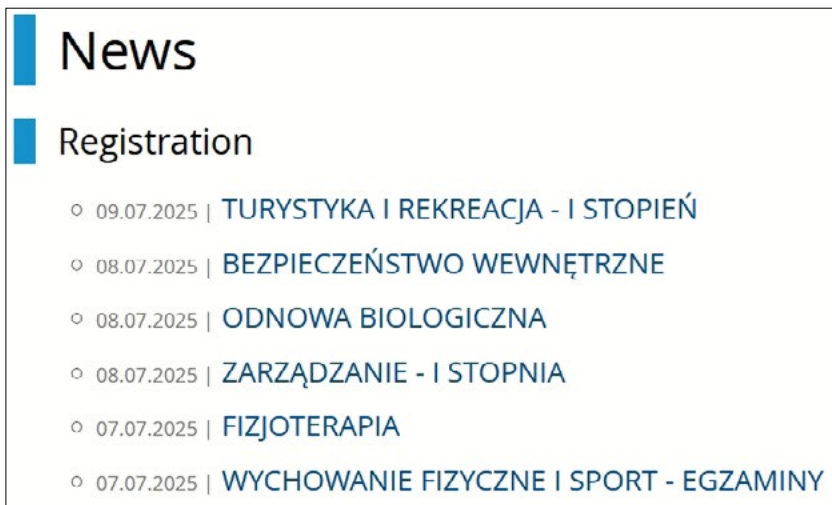 News
Registration
09.07.2025 | TURYSTYKA I REKREACJA - I STOPIEŃ
08.07.2025 | BEZPIECZEŃSTWO WEWNĘTRZNE
08.07.2025 | ODNOWA BIOLOGICZNA
08.07.2025 | ZARZĄDZANIE - I STOPNIA
07.07.2025 | FIZJOTERAPIA
07.07.2025 | WYCHOWANIE FIZYCZNE I SPORT - EGZAMINY